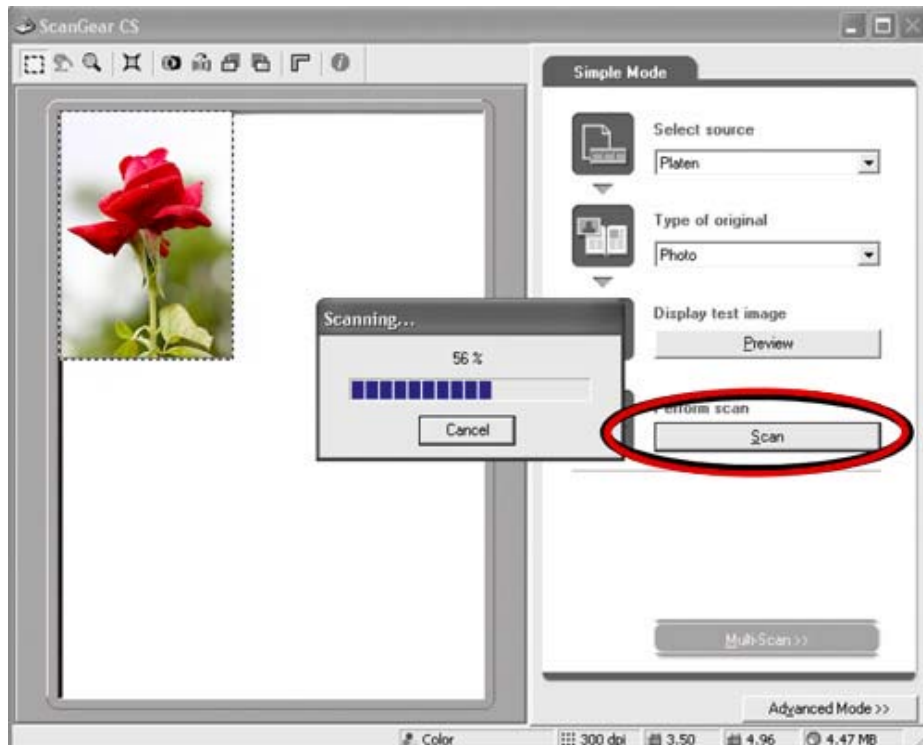 ScanGear CS
Simple Mode
Select source
Platen
Type of original
Photo
Display test image
Preview
Scanning...
56 %
Cancel
Perform scan
Scan
Multi-Scan >>
Advanced Mode >>
Color
300 dpi
3.50
4.96
4.47 MB